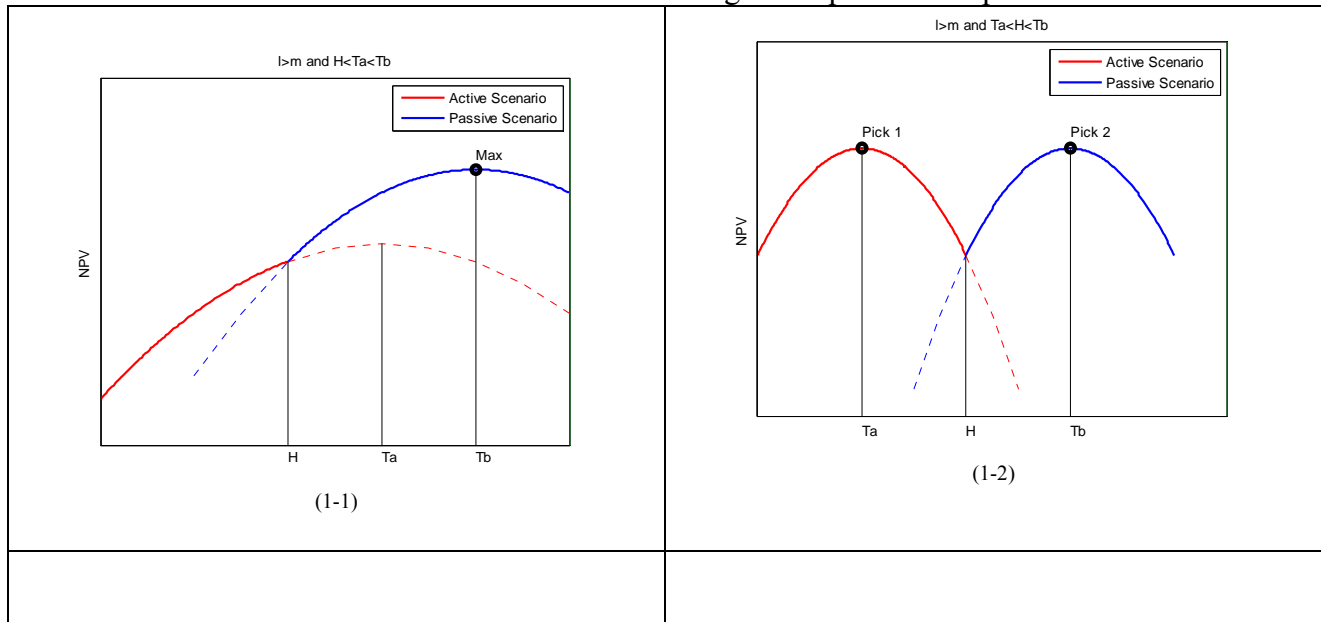 l>m and H<Ta<Tb
Active Scenario
Passive Scenario
Max
NPV
H Ta Tb
(1-1)
l>m and Ta<H<Tb
Active Scenario
Passive Scenario
Pick 1 Pick 2
NPV
Ta H Tb
(1-2)